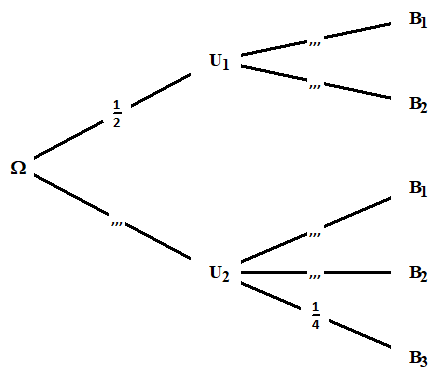 B₁
,,,
U₁
,,,
B₂
1/2
Ω
B₁
,,,
,,,
U₂
,,,
B₂
1/4
B₃